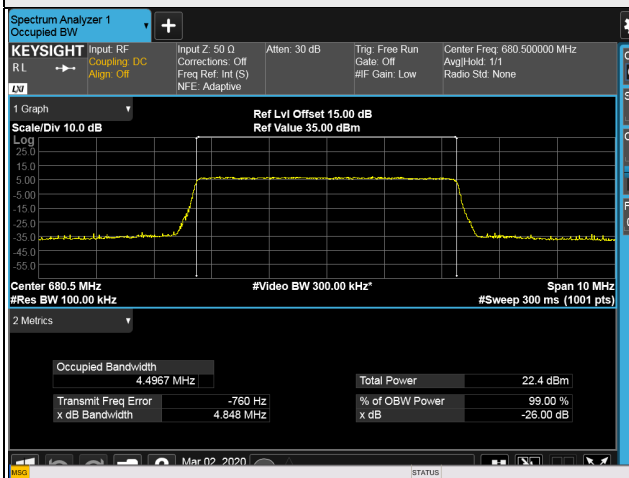 Spectrum Analyzer 1
Occupied BW
KEYSIGHT
RL
LXI
Input: RF
Coupling: DC
Align: Off
Input Z: 50 Ω
Corrections: Off
Freq Ref: Int (S)
NFE: Adaptive
Atten: 30 dB
Trig: Free Run
Gate: Off
#IF Gain: Low
Center Freq: 680.500000 MHz
Avg|Hold: 1/1
Radio Std: None
1 Graph
Scale/Div 10.0 dB
Ref Lvl Offset 15.00 dB
Ref Value 35.00 dBm
Log
25.0
15.0
5.00
-5.00
-15.0
-25.0
-35.0
-45.0
-55.0
Center 680.5 MHz
#Video BW 300.00 kHz*
Span 10 MHz
#Res BW 100.00 kHz
#Sweep 300 ms (1001 pts)
2 Metrics
Occupied Bandwidth
4.4967 MHz
Total Power 22.4 dBm
Transmit Freq Error -760 Hz
% of OBW Power 99.00 %
x dB Bandwidth 4.848 MHz
x dB -26.00 dB
Mar 02, 2020
MSG
STATUS